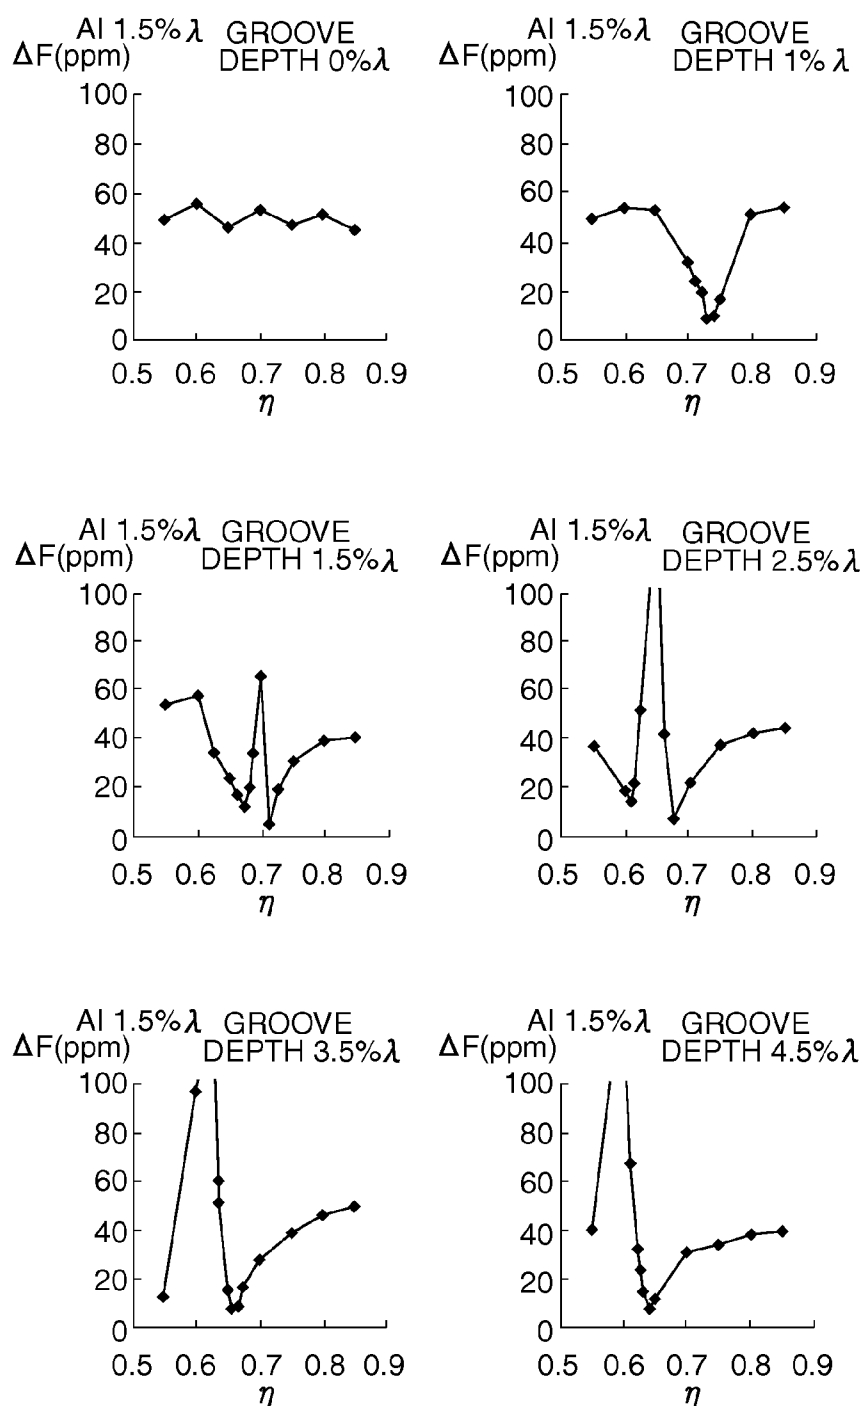 Al 1.5%λ GROOVE
ΔF(ppm) DEPTH 0%λ
100
80
60
40
20
0
0.5 0.6 0.7 0.8 0.9
η
Al 1.5%λ GROOVE
ΔF(ppm) DEPTH 1% λ
100
80
60
40
20
0
0.5 0.6 0.7 0.8 0.9
η
Al 1.5%λ GROOVE
ΔF(ppm) DEPTH 1.5%λ
100
80
60
40
20
0
0.5 0.6 0.7 0.8 0.9
η
Al 1.5%λ GROOVE
ΔF(ppm) DEPTH 2.5%λ
100
80
60
40
20
0
0.5 0.6 0.7 0.8 0.9
η
Al 1.5%λ GROOVE
ΔF(ppm) DEPTH 3.5%λ
100
80
60
40
20
0
0.5 0.6 0.7 0.8 0.9
η
Al 1.5%λ GROOVE
ΔF(ppm) DEPTH 4.5%λ
100
80
60
40
20
0
0.5 0.6 0.7 0.8 0.9
η